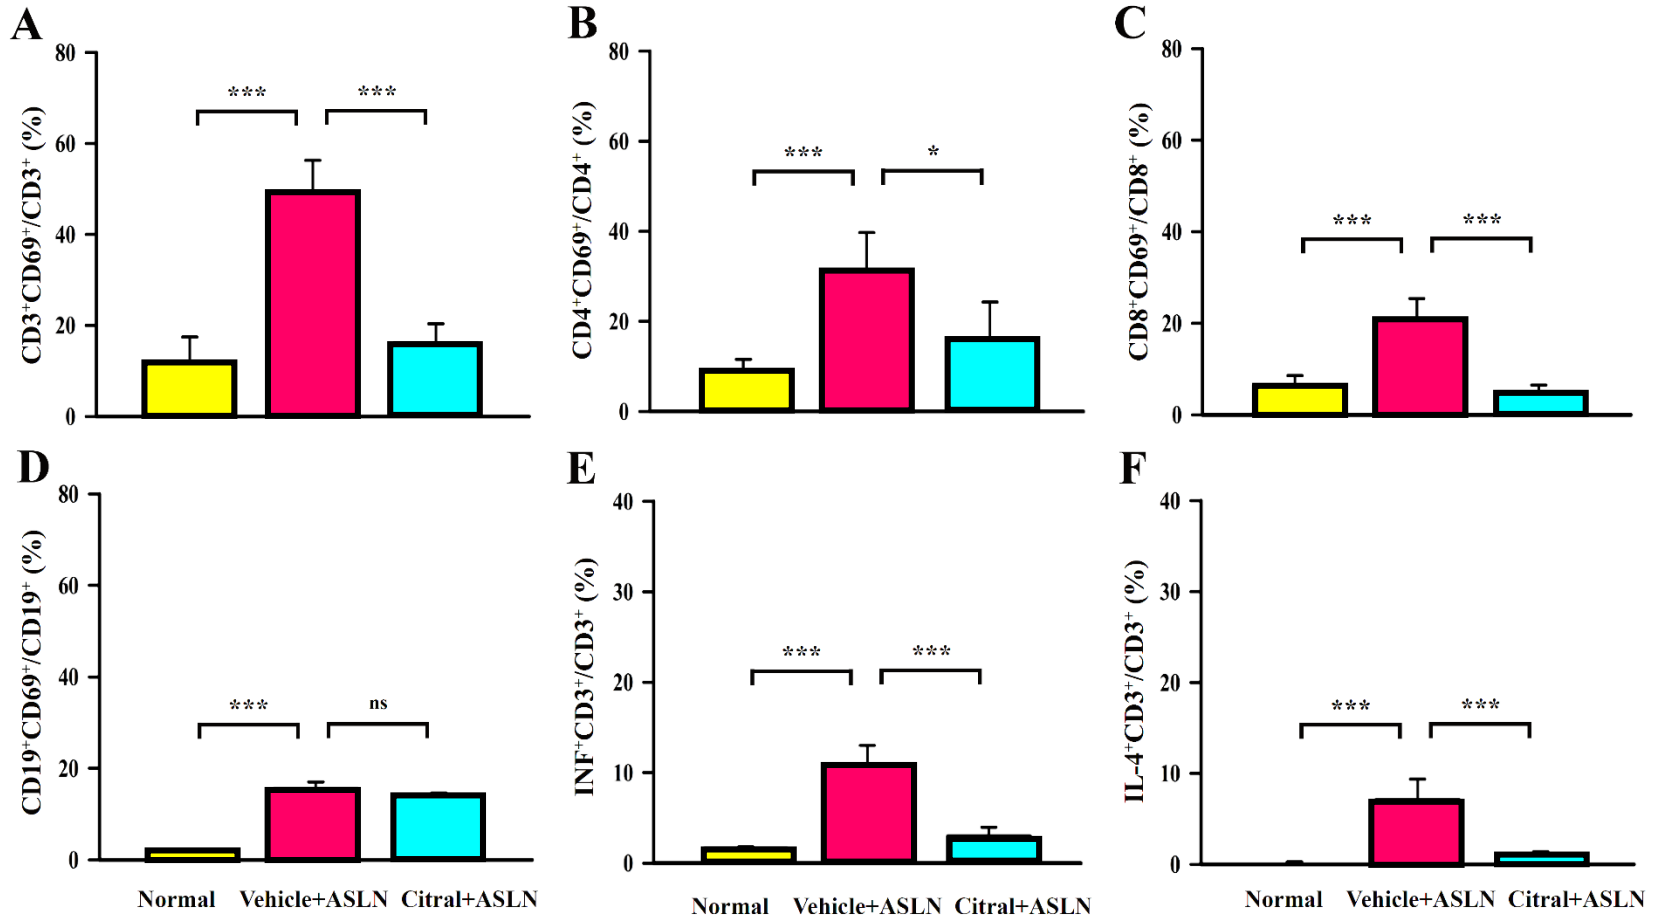 A
CD3⁺CD69⁺/CD3⁺ (%)
80
60
40
20
0
***
***
B
CD4⁺CD69⁺/CD4⁺ (%)
80
60
40
20
0
***
*
C
CD8⁺CD69⁺/CD8⁺ (%)
80
60
40
20
0
***
***
D
CD19⁺CD69⁺/CD19⁺ (%)
80
60
40
20
0
***
ns
Normal Vehicle+ASLN Citral+ASLN
E
INF⁺CD3⁺/CD3⁺ (%)
40
30
20
10
0
***
***
Normal Vehicle+ASLN Citral+ASLN
F
IL-4⁺CD3⁺/CD3⁺ (%)
40
30
20
10
0
***
***
Normal Vehicle+ASLN Citral+ASLN